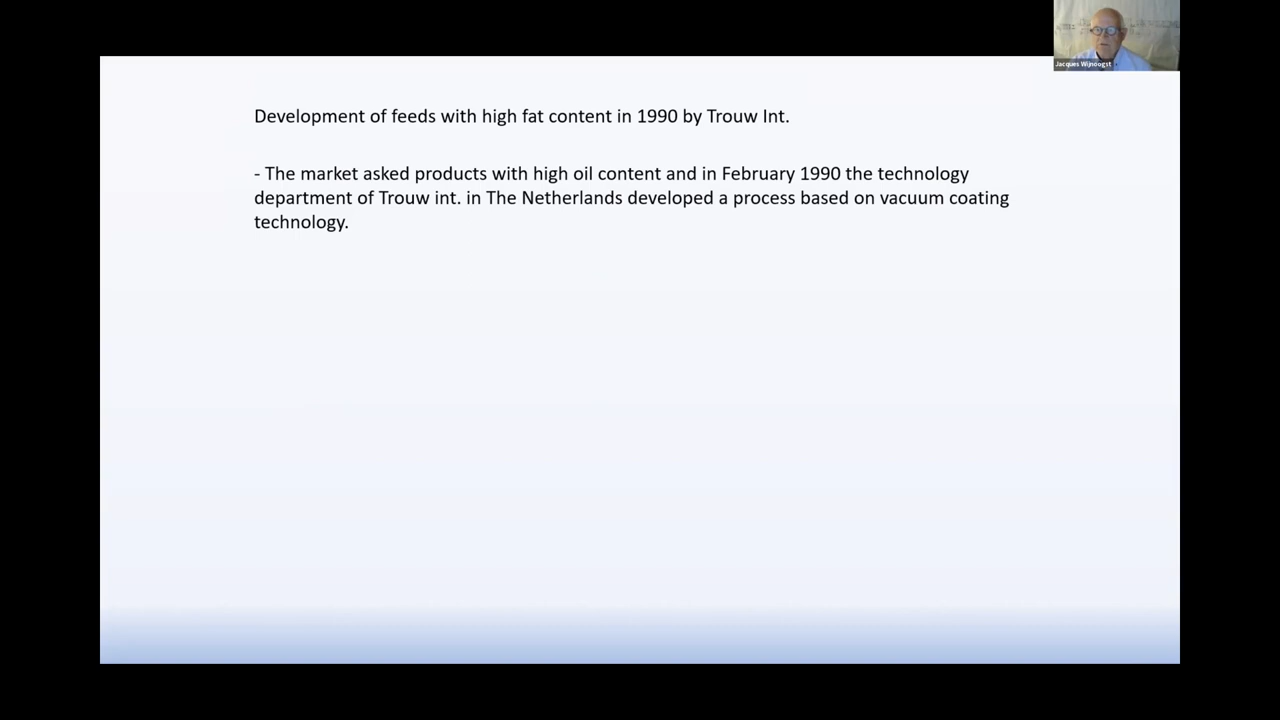 Jacques Wijnoogst
Development of feeds with high fat content in 1990 by Trouw Int.
- The market asked products with high oil content and in February 1990 the technology
department of Trouw int. in The Netherlands developed a process based on vacuum coating
technology.